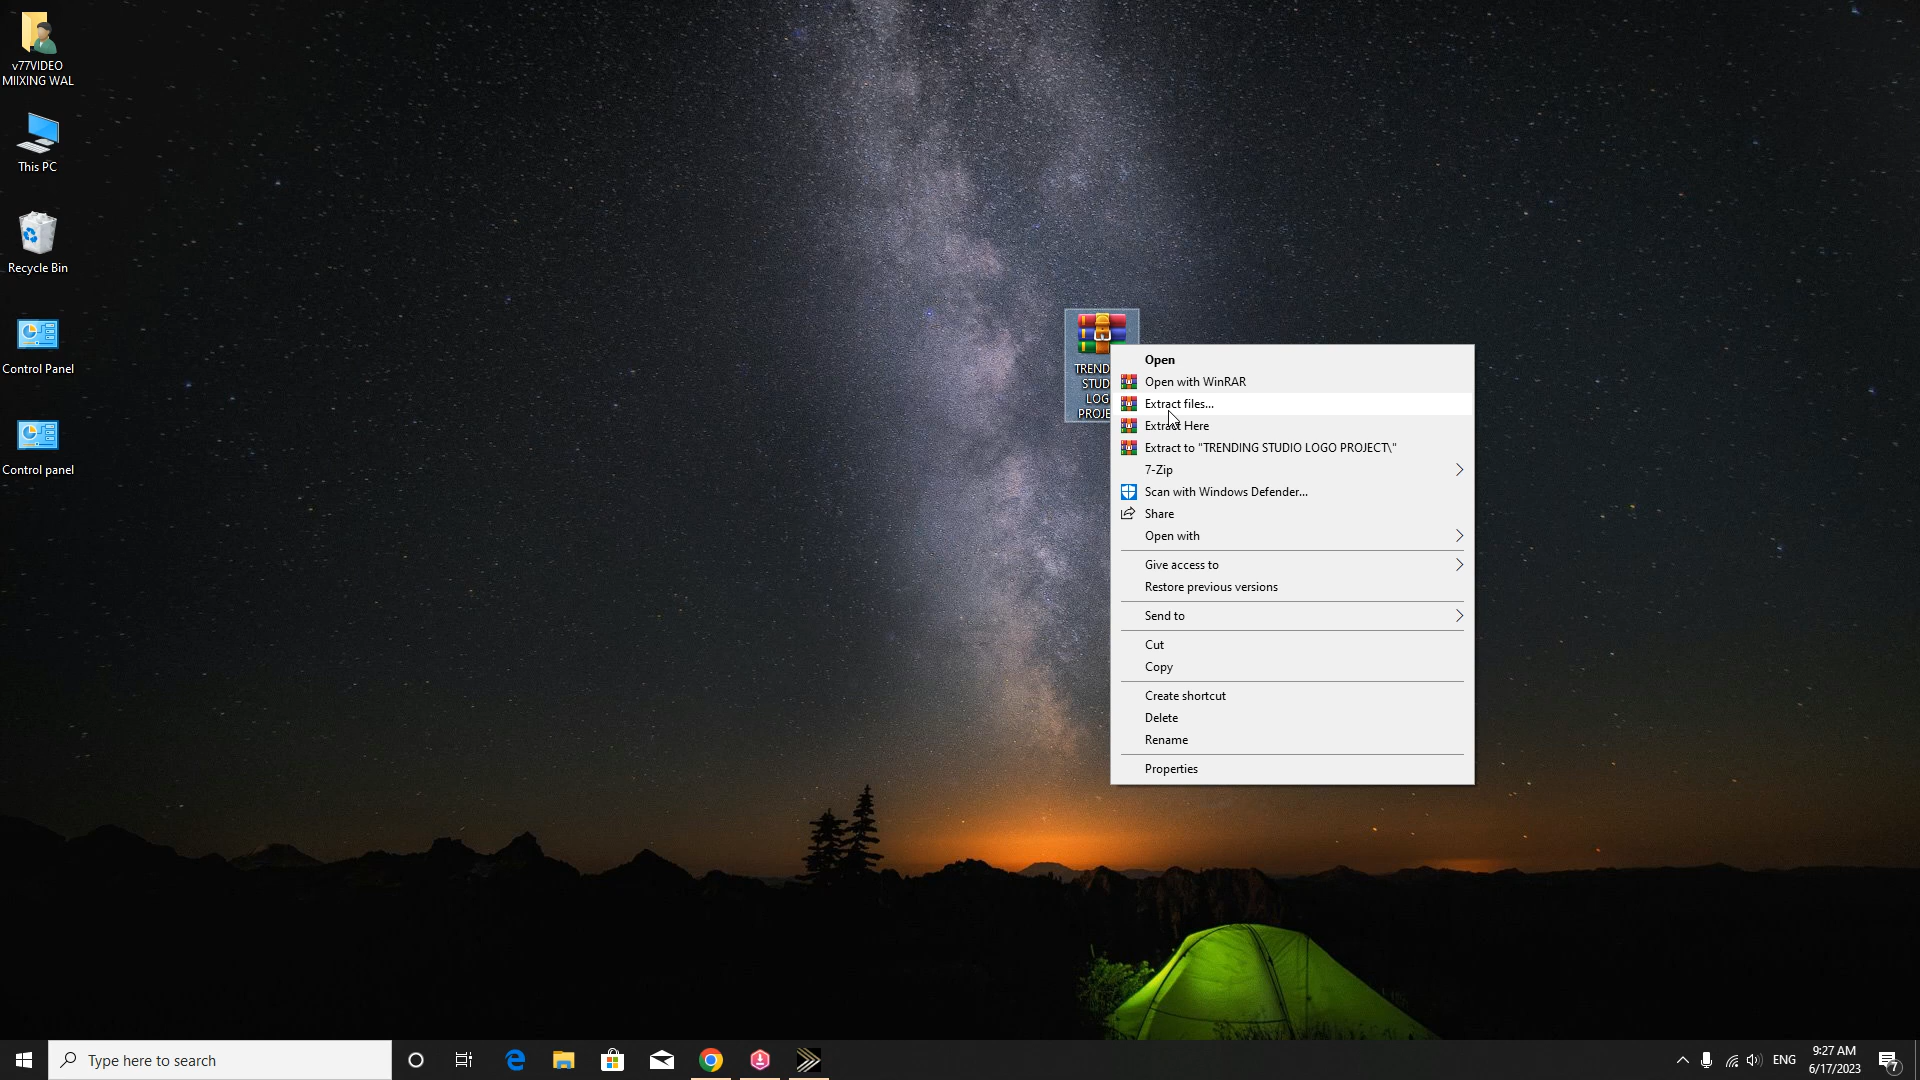 v77VIDEO
MIIXING WAL
This PC
Recycle Bin
Control Panel
Control panel
TREND
STUD
LOG
PROJE
Open
Open with WinRAR
Extract files...
Extract Here
Extract to "TRENDING STUDIO LOGO PROJECT\"
7-Zip
Scan with Windows Defender...
Share
Open with
Give access to
Restore previous versions
Send to
Cut
Copy
Create shortcut
Delete
Rename
Properties
Type here to search
ENG
9:27 AM
6/17/2023
7